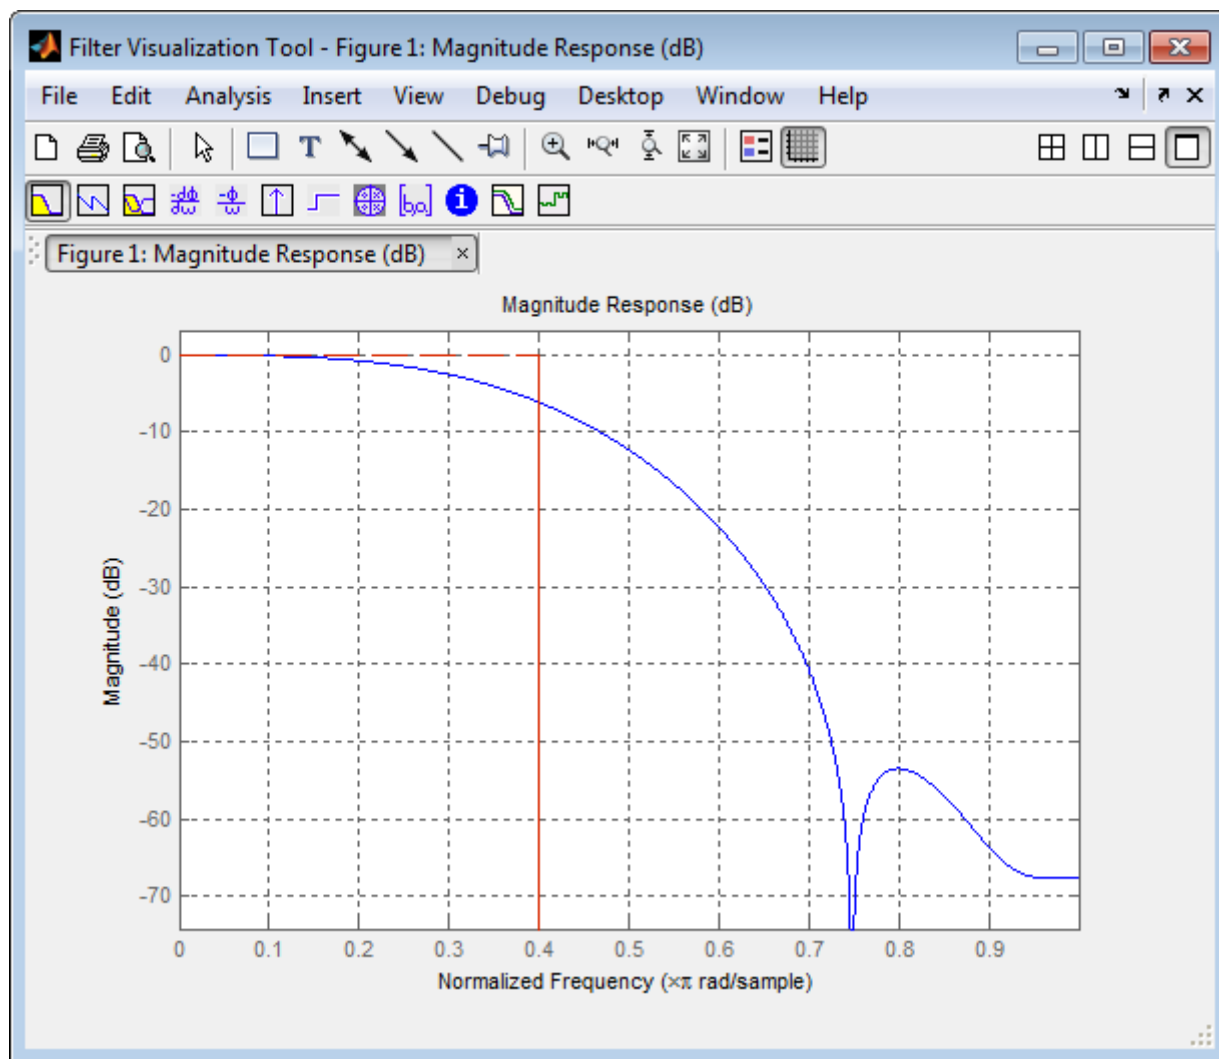 Filter Visualization Tool - Figure 1: Magnitude Response (dB)
File Edit Analysis Insert View Debug Desktop Window Help
Figure 1: Magnitude Response (dB)
Magnitude Response (dB)
0
-10
-20
-30
-40
-50
-60
-70
Magnitude (dB)
0 0.1 0.2 0.3 0.4 0.5 0.6 0.7 0.8 0.9
Normalized Frequency (×π rad/sample)